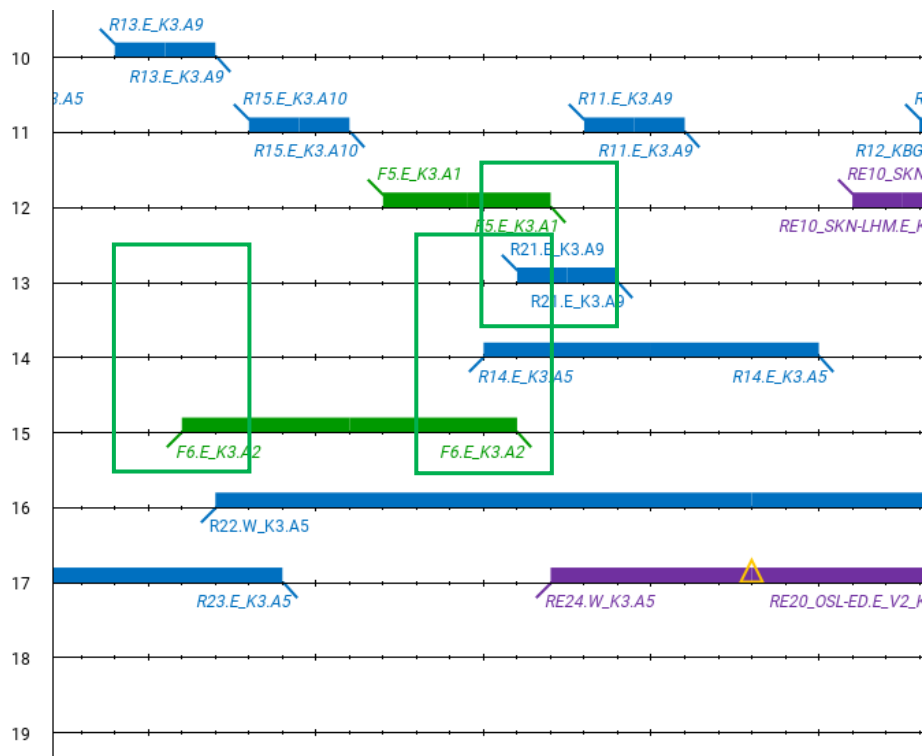 R13.E_K3.A9
10
R13.E_K3.A9
3.A5
R15.E_K3.A10
R11.E_K3.A9
R
11
R15.E_K3.A10
R11.E_K3.A9
R12_KBG
F5.E_K3.A1
RE10_SKN
12
F5.E_K3.A1
RE10_SKN-LHM.E_K
R21.E_K3.A9
13
R21.E_K3.A9
14
R14.E_K3.A5
R14.E_K3.A5
15
F6.E_K3.A2
F6.E_K3.A2
16
R22.W_K3.A5
17
R23.E_K3.A5
RE24.W_K3.A5
RE20_OSL-ED.E_V2_K
18
19